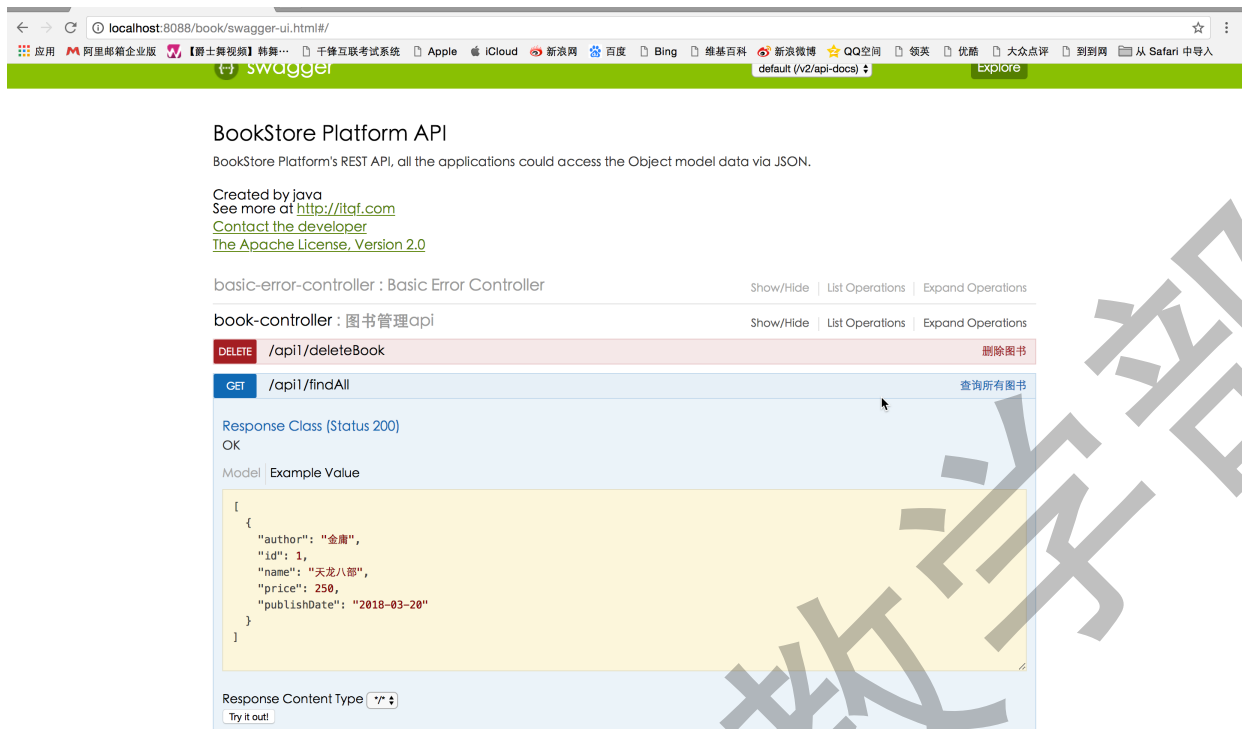 localhost:8088/book/swagger-ui.html#/
应用 阿里邮箱企业版 【爵士舞视频】韩舞… 千锋互联考试系统 Apple iCloud 新浪网 百度 Bing 维基百科 新浪微博 QQ空间 领英 优酷 大众点评 到到网 从 Safari 中导入
swagger default (/v2/api-docs) Explore
BookStore Platform API
BookStore Platform's REST API, all the applications could access the Object model data via JSON.
Created by java
See more at http://itqf.com
Contact the developer
The Apache License, Version 2.0
basic-error-controller : Basic Error Controller Show/Hide List Operations Expand Operations
book-controller : 图书管理api Show/Hide List Operations Expand Operations
DELETE /api1/deleteBook 删除图书
GET /api1/findAll 查询所有图书
Response Class (Status 200)
OK
Model Example Value
[
{
"author": "金庸",
"id": 1,
"name": "天龙八部",
"price": 250,
"publishDate": "2018-03-20"
}
]
Response Content Type */*
Try it out!
教学部